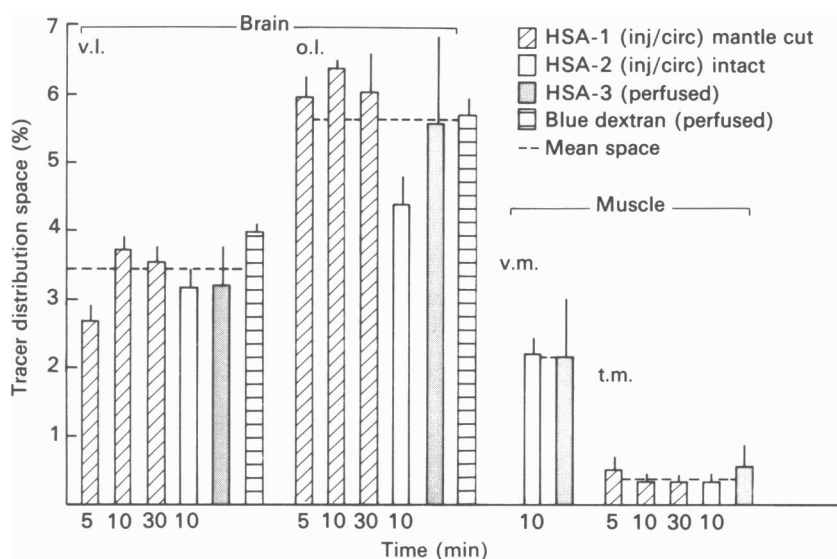 Tracer distribution space (%)
7
6
5
4
3
2
1
Brain
v.l.
o.l.
HSA-1 (inj/circ) mantle cut
HSA-2 (inj/circ) intact
HSA-3 (perfused)
Blue dextran (perfused)
Mean space
Muscle
v.m.
t.m.
5 10 30 10
5 10 30 10
10
5 10 30 10
Time (min)